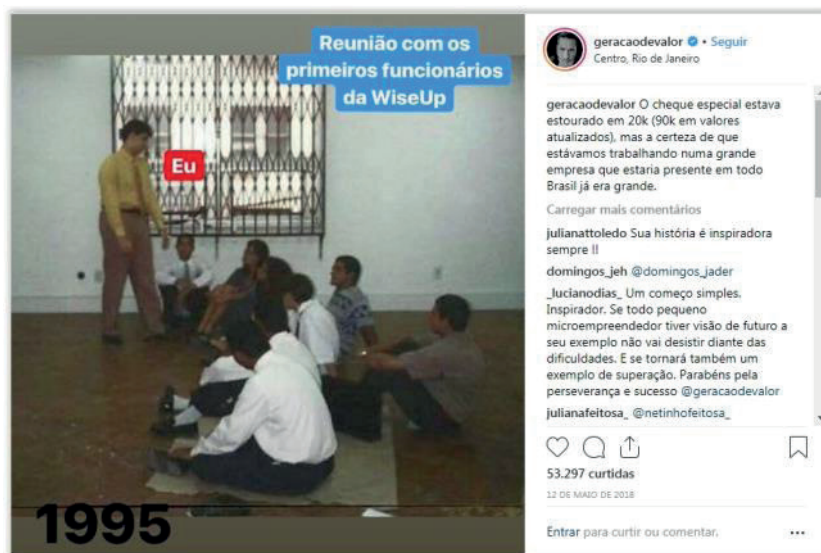 Reunião com os
primeiros funcionários
da WiseUp
Eu
1995
geracaodevalor • Seguir
Centro, Rio de Janeiro
geracaodevalor O cheque especial estava
estourado em 20k (90k em valores
atualizados), mas a certeza de que
estávamos trabalhando numa grande
empresa que estaria presente em todo
Brasil já era grande.
Carregar mais comentários
julianattoledo Sua história é inspiradora
sempre !!
domingos_jeh @domingos_jader
_lucianodias_ Um começo simples.
Inspirador. Se todo pequeno
microempreendedor tiver visão de futuro a
seu exemplo não vai desistir diante das
dificuldades. E se tornará também um
exemplo de superação. Parabéns pela
perseverança e sucesso @geracaodevalor
julianafeitosa_ @netinhofeitosa_
53.297 curtidas
12 DE MAIO DE 2018
Entrar para curtir ou comentar.